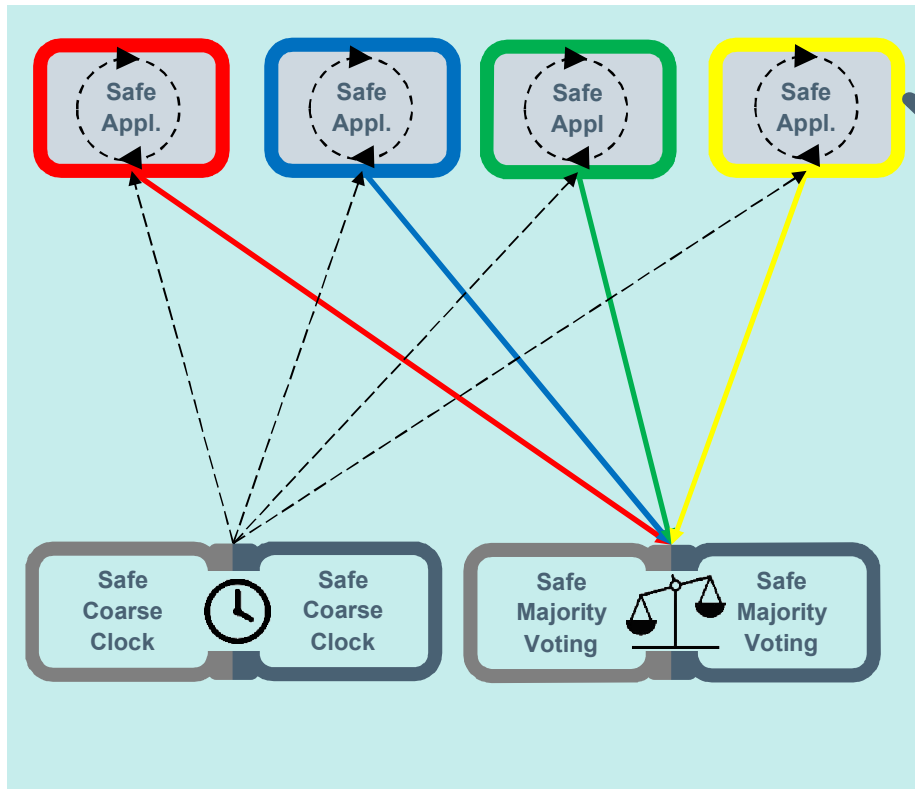 Safe
Appl.
Safe
Appl.
Safe
Appl
Safe
Appl.
Safe
Coarse
Clock
Safe
Coarse
Clock
Safe
Majority
Voting
Safe
Majority
Voting